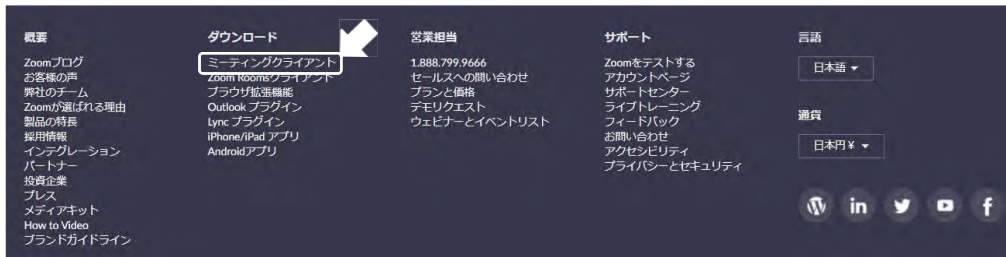 概要
Zoomブログ
お客様の声
弊社のチーム
Zoomが選ばれる理由
製品の特長
採用情報
インテグレーション
パートナー
投資企業
プレス
メディアキット
How to Video
ブランドガイドライン
ダウンロード
ミーティングクライアント
Zoom Roomsクライアント
ブラウザ拡張機能
Outlook プラグイン
Lync プラグイン
iPhone/iPad アプリ
Androidアプリ
営業担当
1.888.799.9666
セールスへの問い合わせ
プランと価格
デモリクエスト
ウェビナーとイベントリスト
サポート
Zoomをテストする
アカウントページ
サポートセンター
ライブトレーニング
フィードバック
お問い合わせ
アクセシビリティ
プライバシーとセキュリティ
言語
日本語
通貨
日本円 ¥
in
f